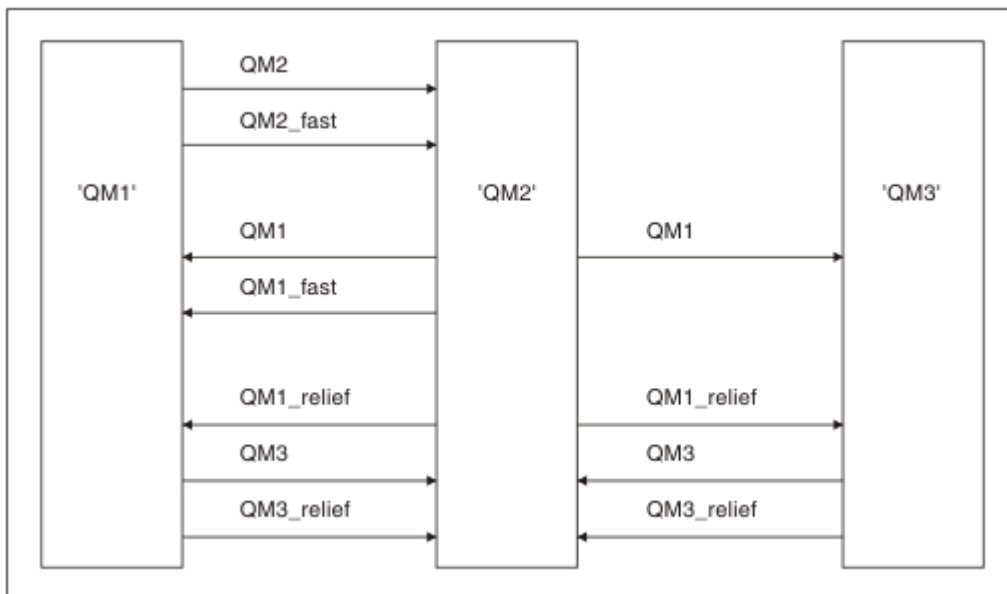 QM2
QM2_fast
'QM1'
'QM2'
'QM3'
QM1
QM1
QM1_fast
QM1_relief
QM1_relief
QM3
QM3
QM3_relief
QM3_relief